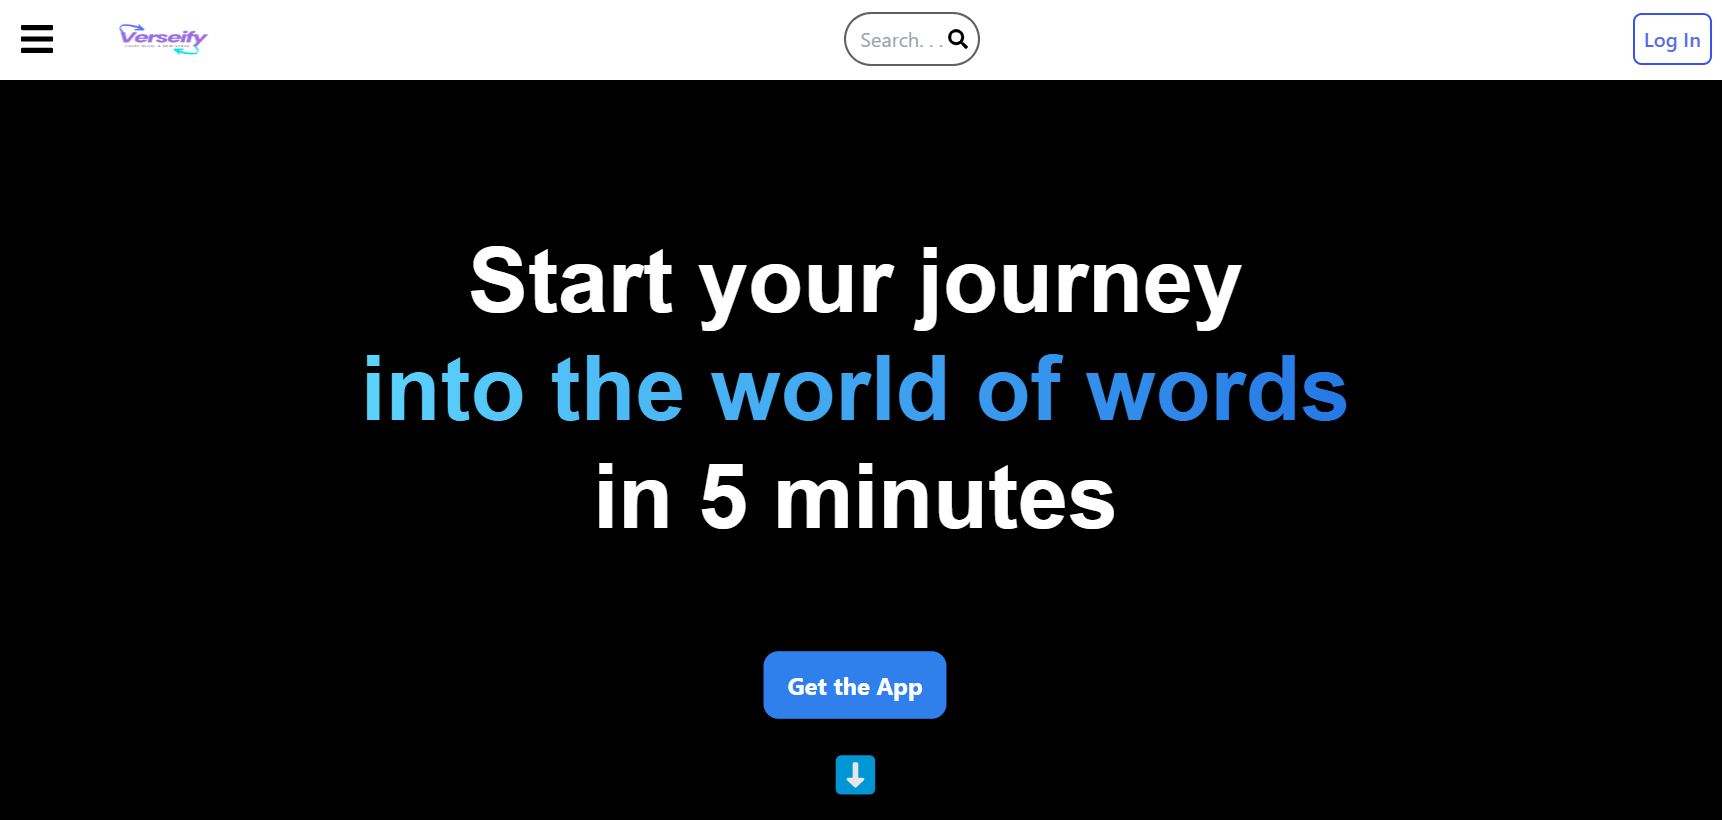 Verseify
Search. . .
Log In
Start your journey
into the world of words
in 5 minutes
Get the App